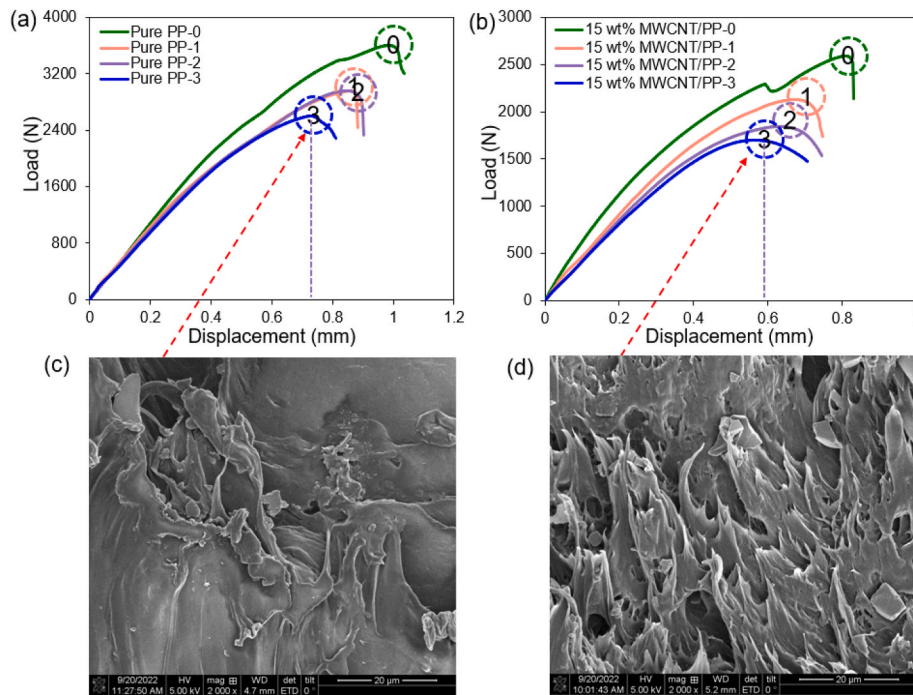 (a)
4000
3200
2400
1600
800
0
Load (N)
Pure PP-0
Pure PP-1
Pure PP-2
Pure PP-3
0
1
2
3
0 0.2 0.4 0.6 0.8 1 1.2
Displacement (mm)
(b)
3000
2500
2000
1500
1000
500
0
Load (N)
15 wt% MWCNT/PP-0
15 wt% MWCNT/PP-1
15 wt% MWCNT/PP-2
15 wt% MWCNT/PP-3
0
1
2
3
0 0.2 0.4 0.6 0.8
Displacement (mm)
(c)
9/20/2022 HV mag WD det tilt
11:27:50 AM 5.00 kV 2 000 x 4.7 mm ETD 0 °
20 µm
(d)
9/20/2022 HV mag WD det tilt
10:01:43 AM 5.00 kV 2 000 x 5.2 mm ETD 0 °
20 µm